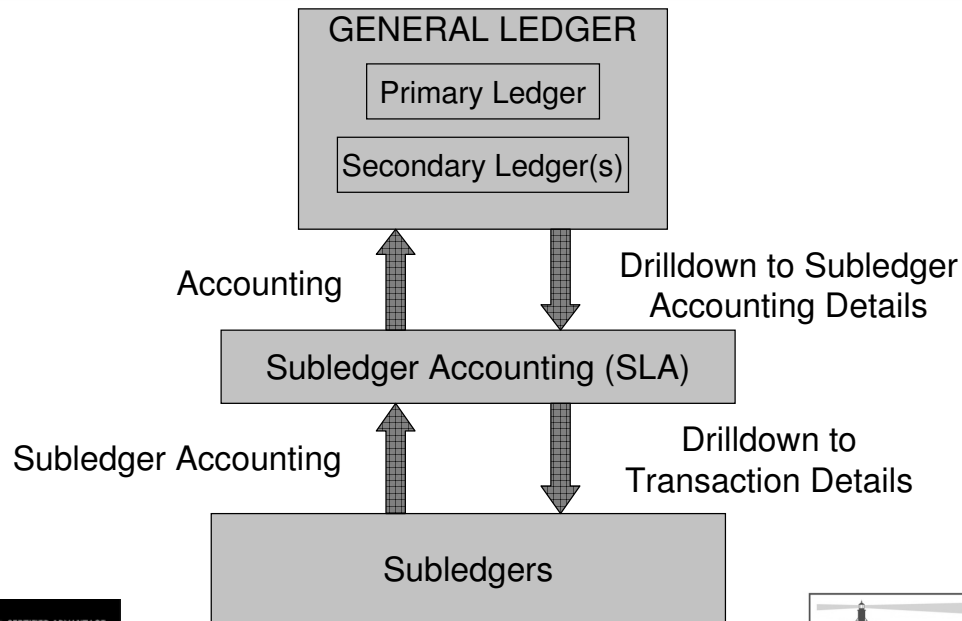 GENERAL LEDGER
Primary Ledger
Secondary Ledger(s)
Accounting
Drilldown to Subledger
Accounting Details
Subledger Accounting (SLA)
Subledger Accounting
Drilldown to
Transaction Details
Subledgers